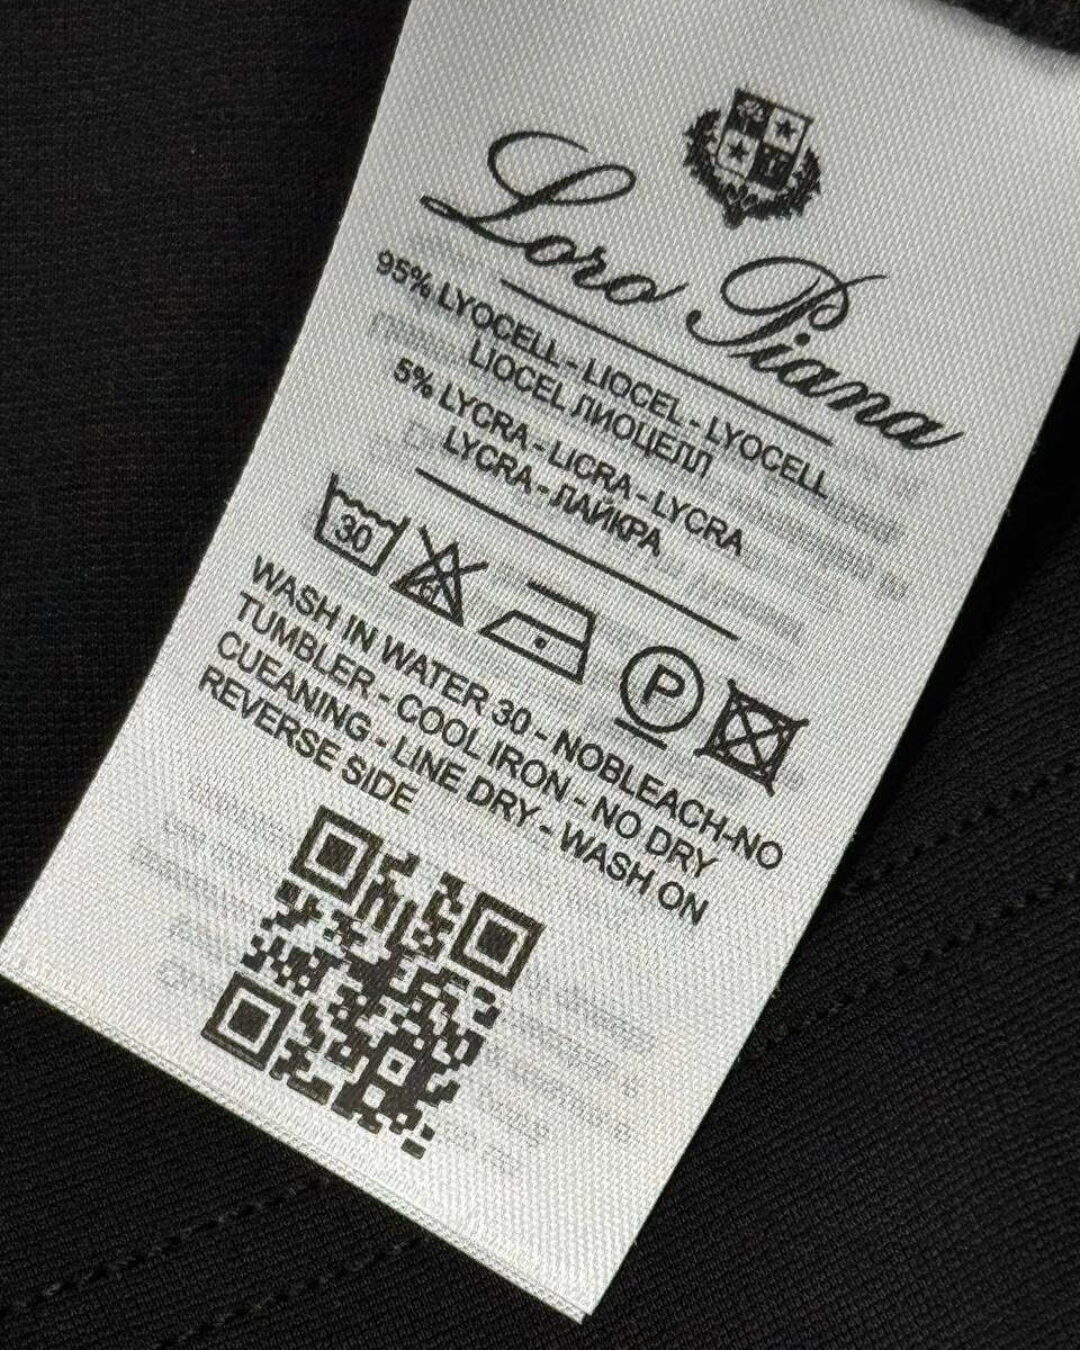 Loro Piana
95% LYOCELL - LIOCEL - LYOCELL
LIOCEL ЛИОЦЕЛЛ
5% LYCRA - LICRA - LYCRA
LYCRA - ЛАЙКРА
30
cl
P
WASH IN WATER 30 - NOBLEACH-NO
TUMBLER - COOL IRON - NO DRY
CUEANING - LINE DRY - WASH ON
REVERSE SIDE